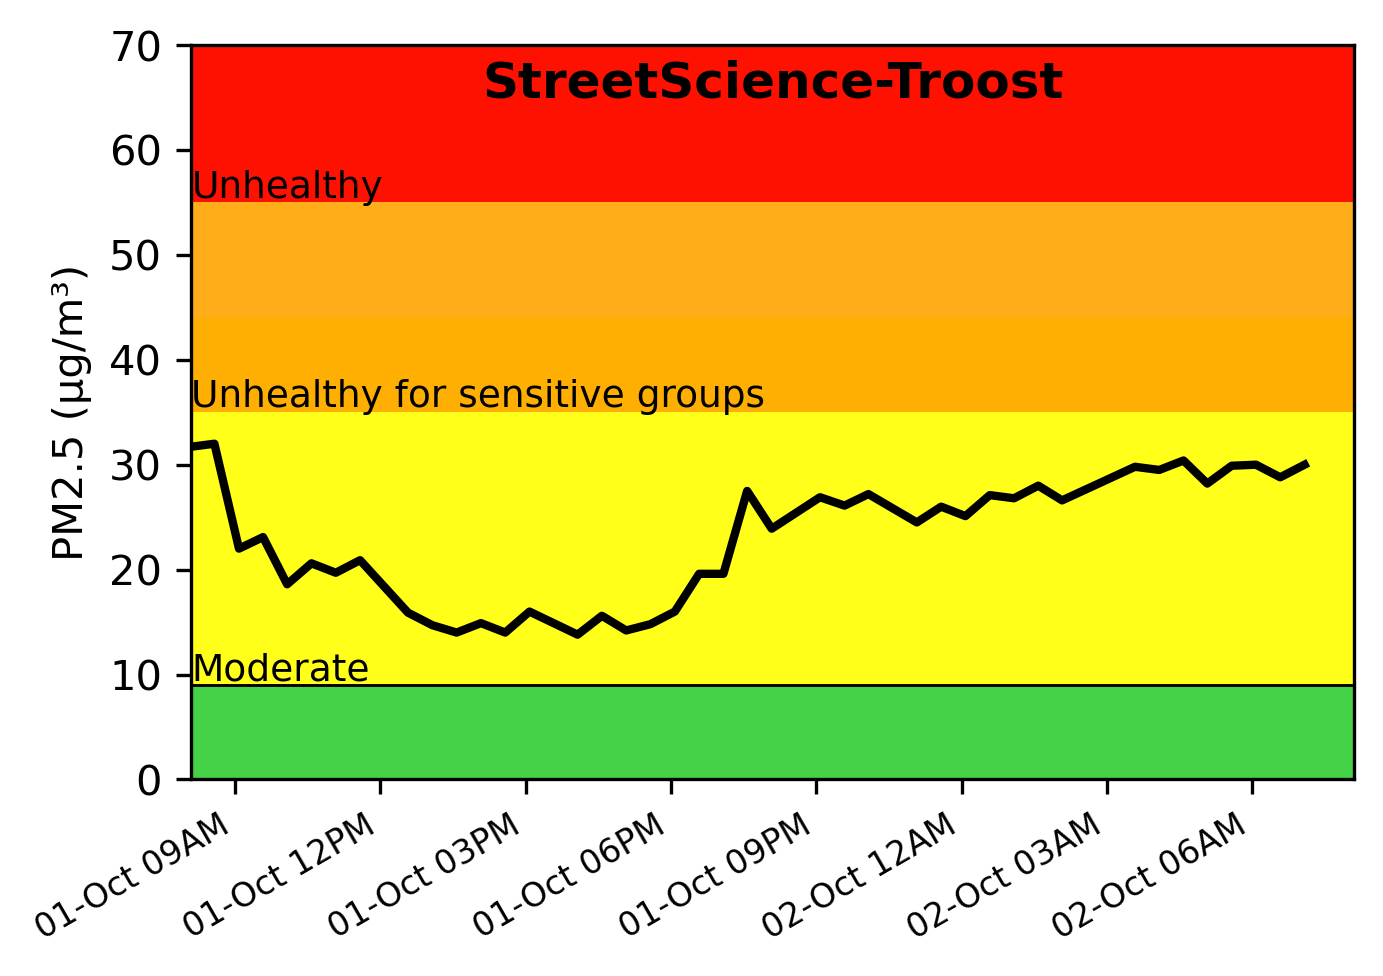 StreetScience-Troost
70
60
50
40
30
20
10
0
PM2.5 (µg/m³)
Unhealthy
Unhealthy for sensitive groups
Moderate
01-Oct 09AM
01-Oct 12PM
01-Oct 03PM
01-Oct 06PM
01-Oct 09PM
02-Oct 12AM
02-Oct 03AM
02-Oct 06AM